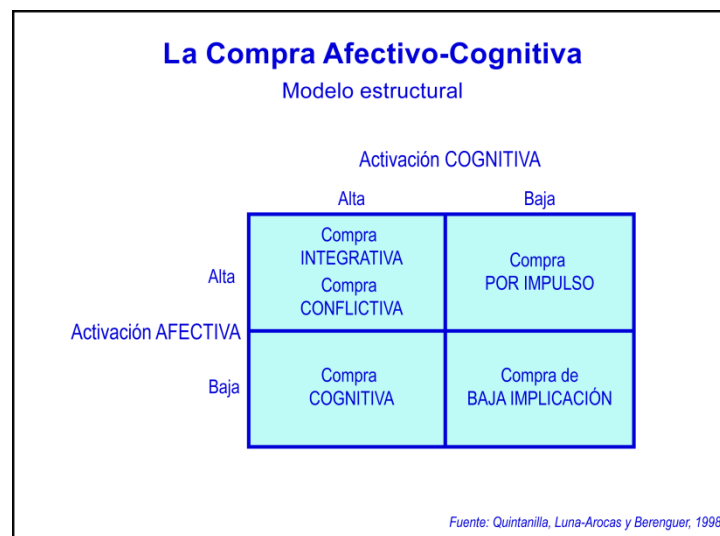 La Compra Afectivo-Cognitiva
Modelo estructural
Activación COGNITIVA
Alta
Baja
Alta
Compra
INTEGRATIVA
Compra
CONFLICTIVA
Compra
POR IMPULSO
Activación AFECTIVA
Baja
Compra
COGNITIVA
Compra de
BAJA IMPLICACIÓN
Fuente: Quintanilla, Luna-Arocas y Berenguer, 1998